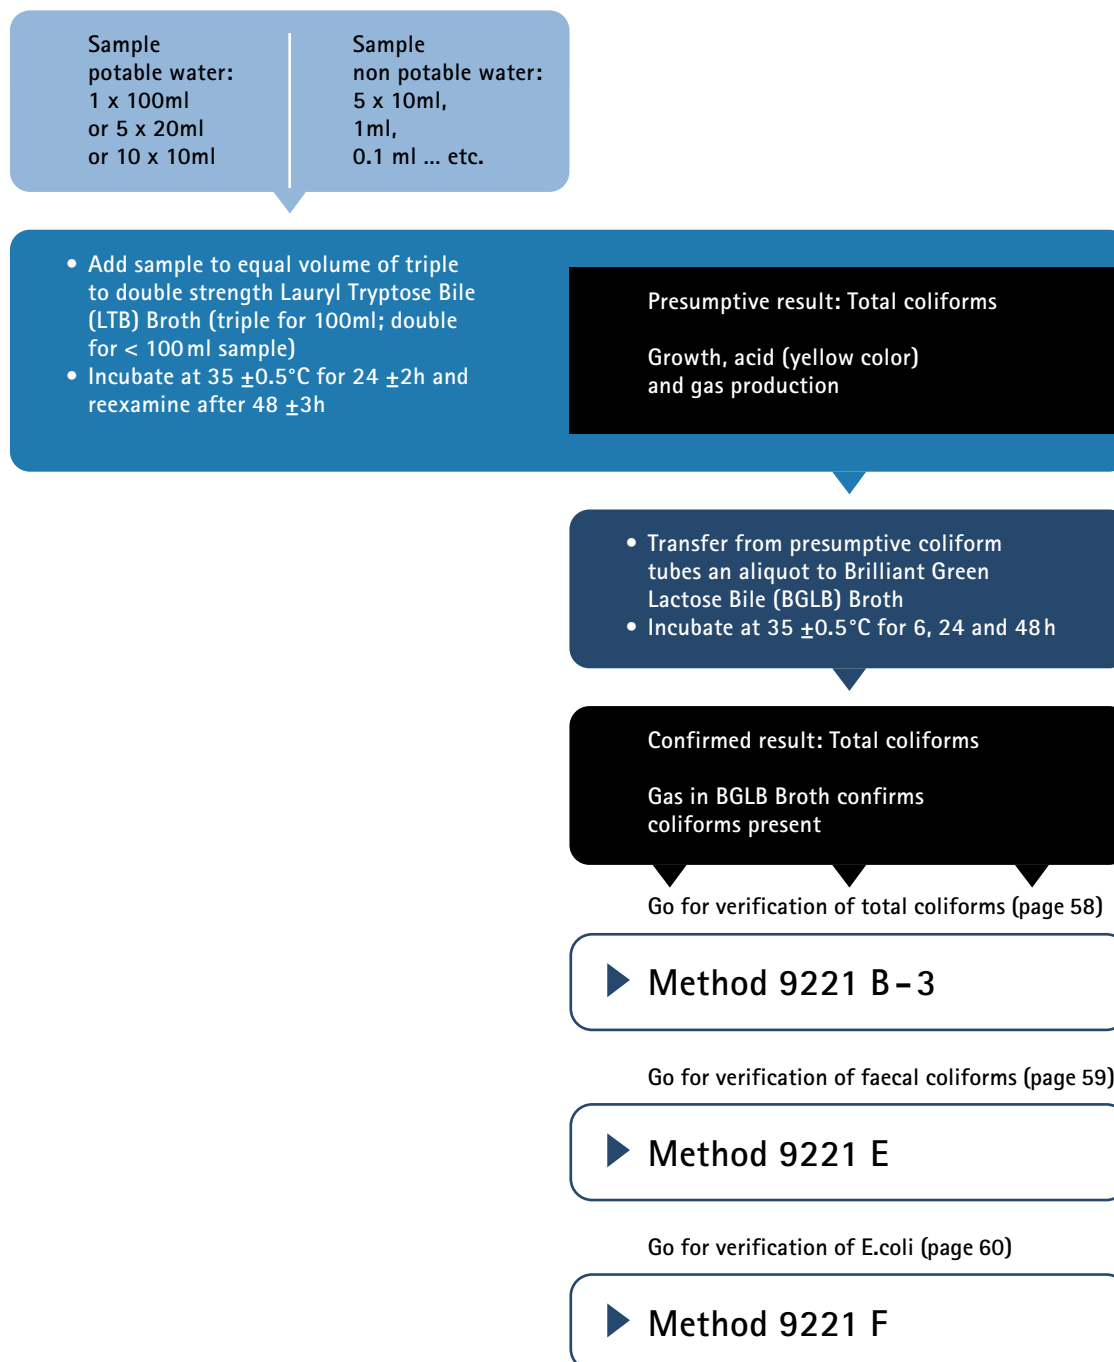 Sample
potable water:
1 x 100ml
or 5 x 20ml
or 10 x 10ml
Sample
non potable water:
5 x 10ml,
1ml,
0.1 ml ... etc.
• Add sample to equal volume of triple
to double strength Lauryl Tryptose Bile
(LTB) Broth (triple for 100ml; double
for < 100 ml sample)
• Incubate at 35 ±0.5°C for 24 ±2h and
reexamine after 48 ±3h
Presumptive result: Total coliforms
Growth, acid (yellow color)
and gas production
• Transfer from presumptive coliform
tubes an aliquot to Brilliant Green
Lactose Bile (BGLB) Broth
• Incubate at 35 ±0.5°C for 6, 24 and 48 h
Confirmed result: Total coliforms
Gas in BGLB Broth confirms
coliforms present
Go for verification of total coliforms (page 58)
Method 9221 B - 3
Go for verification of faecal coliforms (page 59)
Method 9221 E
Go for verification of E.coli (page 60)
Method 9221 F